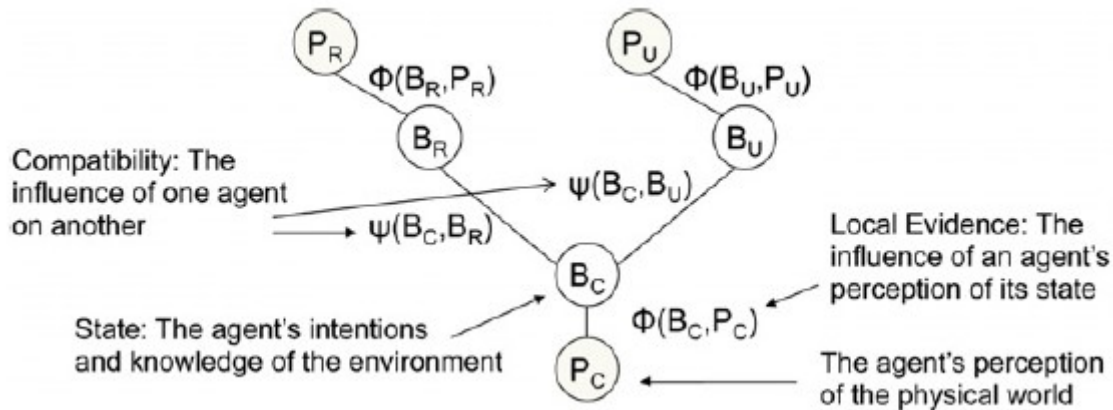 P_R
P_U
Φ(B_R,P_R)
Φ(B_U,P_U)
B_R
B_U
Compatibility: The
influence of one agent
on another
ψ(B_C,B_U)
ψ(B_C,B_R)
Local Evidence: The
influence of an agent's
perception of its state
B_C
State: The agent's intentions
and knowledge of the environment
Φ(B_C,P_C)
P_C
The agent's perception
of the physical world